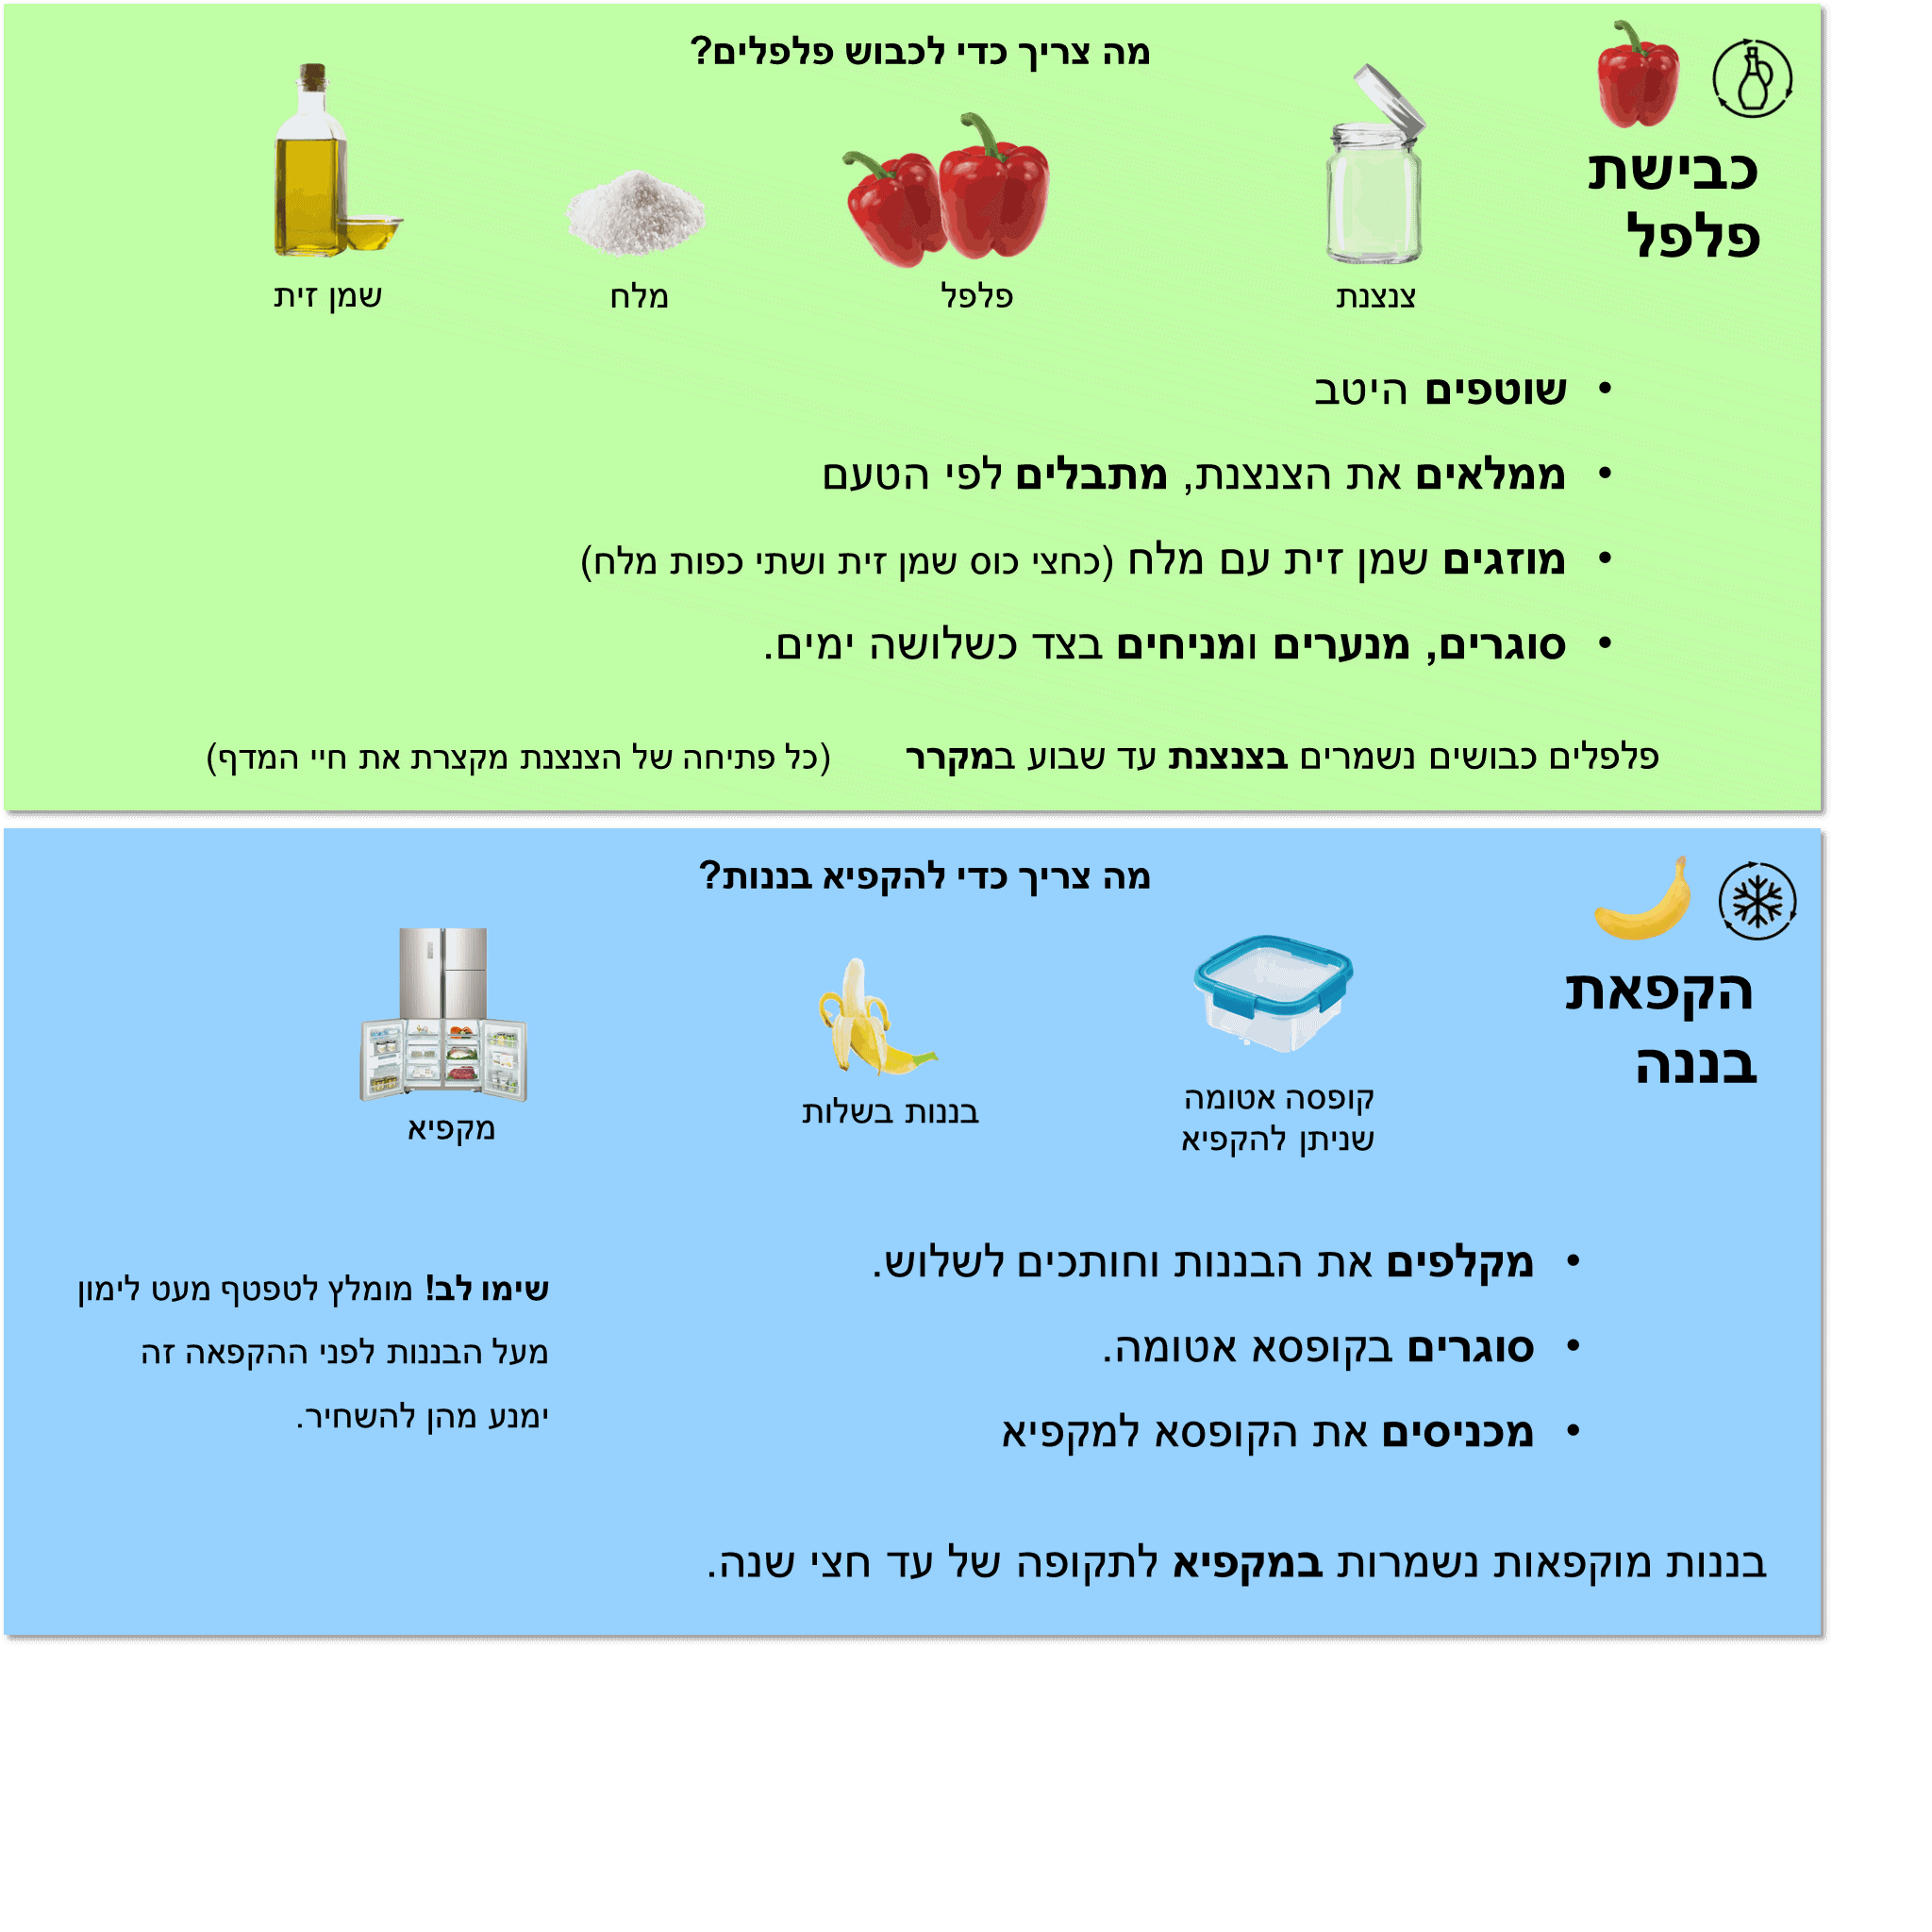 כבישת
פלפל
מה צריך כדי לכבוש פלפלים?
צנצנת
פלפל
מלח
שמן זית
• שוטפים היטב
• ממלאים את הצנצנת, מתבלים לפי הטעם
• מוזגים שמן זית עם מלח (כחצי כוס שמן זית ושתי כפות מלח)
• סוגרים, מנערים ומניחים בצד כשלושה ימים.
פלפלים כבושים נשמרים בצנצנת עד שבוע במקרר (כל פתיחה של הצנצנת מקצרת את חיי המדף)
הקפאת
בננה
מה צריך כדי להקפיא בננות?
קופסה אטומה
שניתן להקפיא
בננות בשלות
מקפיא
• מקלפים את הבננות וחותכים לשלוש.
• סוגרים בקופסא אטומה.
• מכניסים את הקופסא למקפיא
שימו לב! מומלץ לטפטף מעט לימון
מעל הבננות לפני ההקפאה זה
ימנע מהן להשחיר.
בננות מוקפאות נשמרות במקפיא לתקופה של עד חצי שנה.